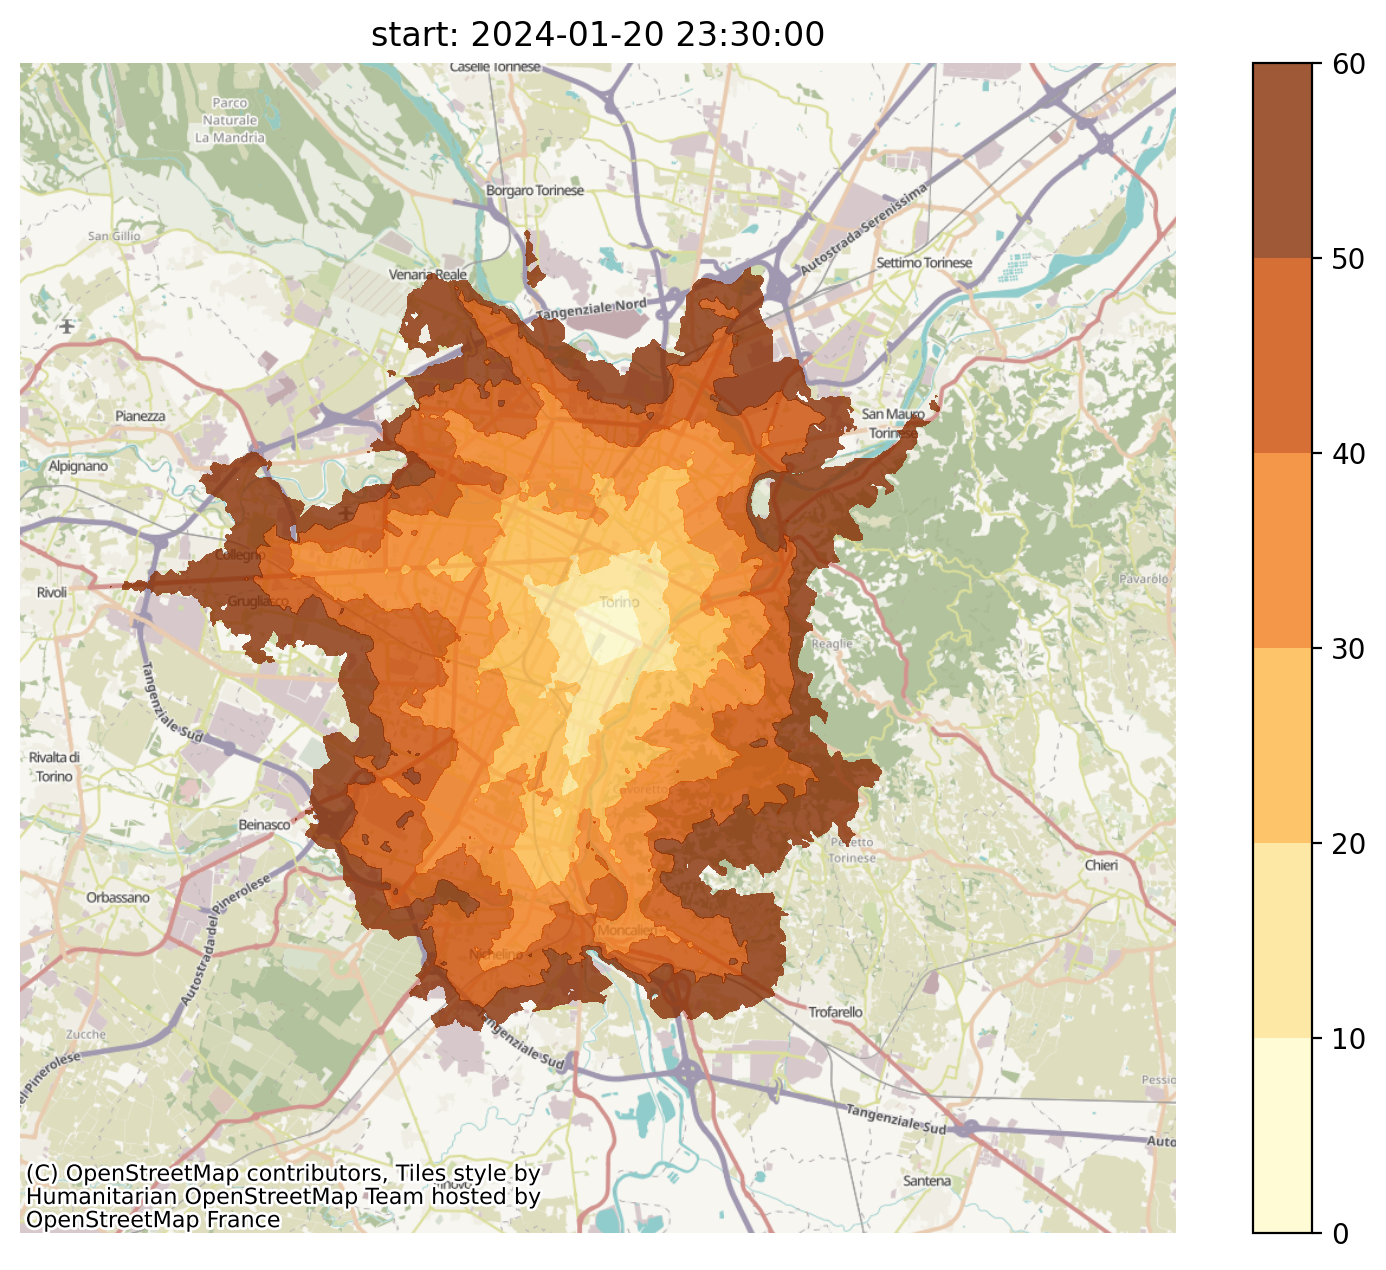 start: 2024-01-20 23:30:00
Caselle Torinese
Parco
Naturale
La Mandria
Borgaro Torinese
San Gillio
Autostrada Serenissima
Settimo Torinese
Venaria Reale
Tangenziale Nord
Pianezza
San Mauro
Torinese
Alpignano
Collegno
Pavarolo
Rivoli
Grugliasco
Torino
Reaglie
Tangenziale Sud
Rivalta di
Torino
Cavoretto
Beinasco
Pecetto
Torinese
Chieri
Orbassano
Autostrada del Pinerolese
Moncalieri
Nichelino
Trofarello
Zucche
Tangenziale Sud
Pessio
del Pinerolese
Tangenziale Sud
Auto
Santena
(C) OpenStreetMap contributors, Tiles style by
Humanitarian OpenStreetMap Team hosted by
OpenStreetMap France
60
50
40
30
20
10
0